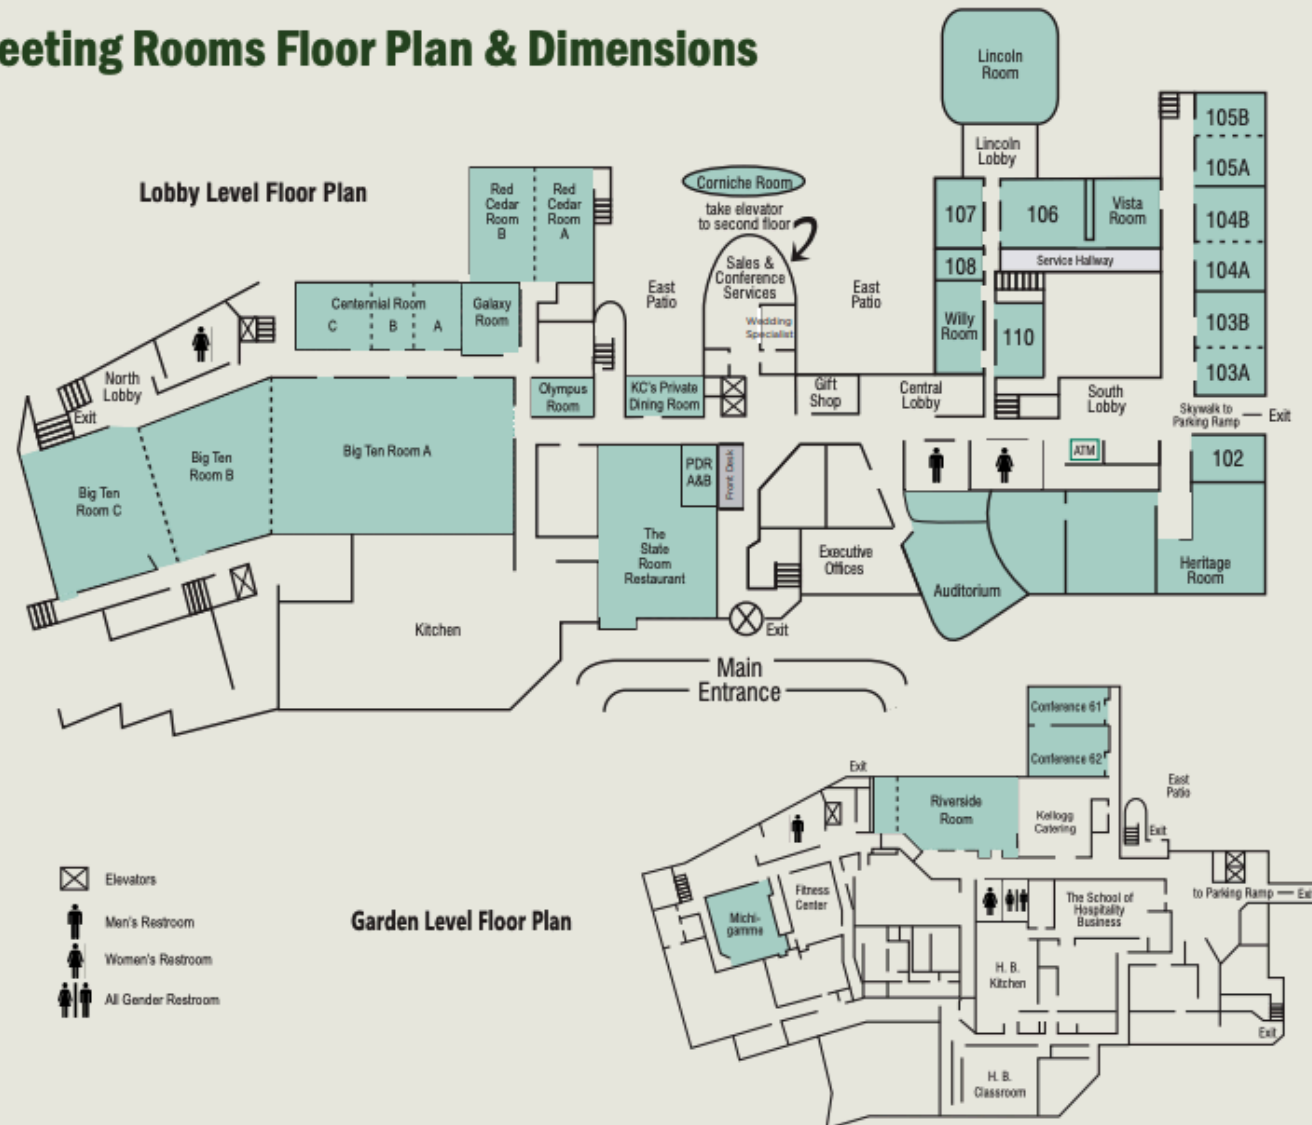 eeting Rooms Floor Plan & Dimensions
Lobby Level Floor Plan
Lincoln
Room
Lincoln
Lobby
105B
105A
104B
104A
103B
103A
107
106
Vista
Room
108
Service Hallway
Willy
Room
110
Red
Cedar
Room
B
Red
Cedar
Room
A
Corniche Room
take elevator
to second floor
Sales &
Conference
Services
Wedding
Specialist
East
Patio
East
Patio
Centennial Room
C
B
A
Galaxy
Room
North
Lobby
Exit
Olympus
Room
KC's Private
Dining Room
Gift
Shop
Central
Lobby
South
Lobby
Skywalk to
Parking Ramp
Exit
Big Ten
Room C
Big Ten
Room B
Big Ten Room A
PDR
A&B
Front Desk
ATM
102
The
State
Room
Restaurant
Executive
Offices
Auditorium
Heritage
Room
Kitchen
Exit
Main
Entrance
Conference 61
Conference 62
Exit
Riverside
Room
Kellogg
Catering
East
Patio
Exit
to Parking Ramp
Exi
Elevators
Men's Restroom
Women's Restroom
All Gender Restroom
Garden Level Floor Plan
Michi-
gamme
Fitness
Center
The School of
Hospitality
Business
H. B.
Kitchen
Exit
H. B.
Classroom